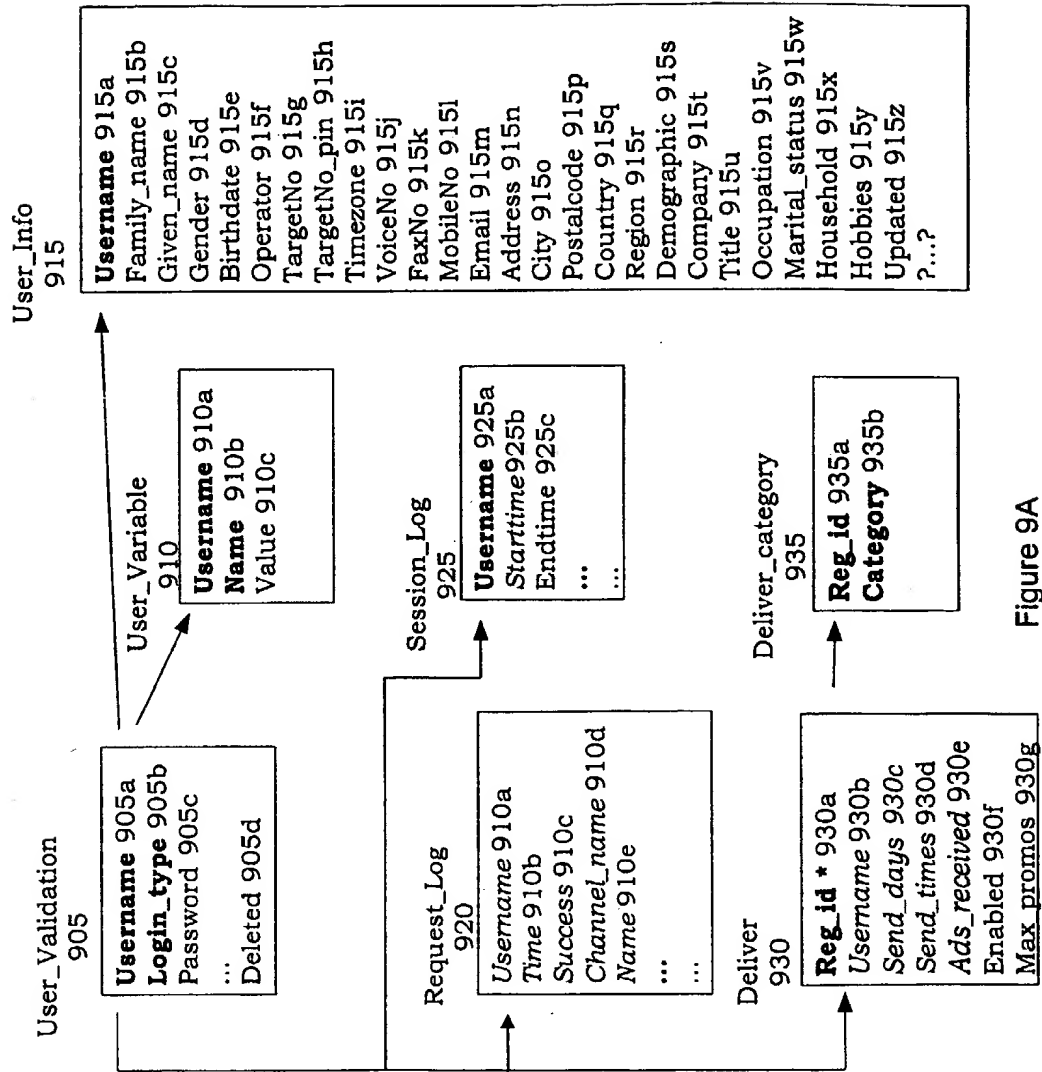 User_Validation
905
Username 905a
Login_type 905b
Password 905c
...
Deleted 905d
User_Variable
910
Username 910a
Name 910b
Value 910c
User_Info
915
Username 915a
Family_name 915b
Given_name 915c
Gender 915d
Birthdate 915e
Operator 915f
TargetNo 915g
TargetNo_pin 915h
Timezone 915i
VoiceNo 915j
FaxNo 915k
MobileNo 915l
Email 915m
Address 915n
City 915o
Postalcode 915p
Country 915q
Region 915r
Demographic 915s
Company 915t
Title 915u
Occupation 915v
Marital_status 915w
Household 915x
Hobbies 915y
Updated 915z
?...?
Request_Log
920
Username 910a
Time 910b
Success 910c
Channel_name 910d
Name 910e
...
...
Session_Log
925
Username 925a
Starttime 925b
Endtime 925c
...
...
Deliver
930
Reg_id * 930a
Username 930b
Send_days 930c
Send_times 930d
Ads_received 930e
Enabled 930f
Max_promos 930g
Deliver_category
935
Reg_id 935a
Category 935b
Figure 9A